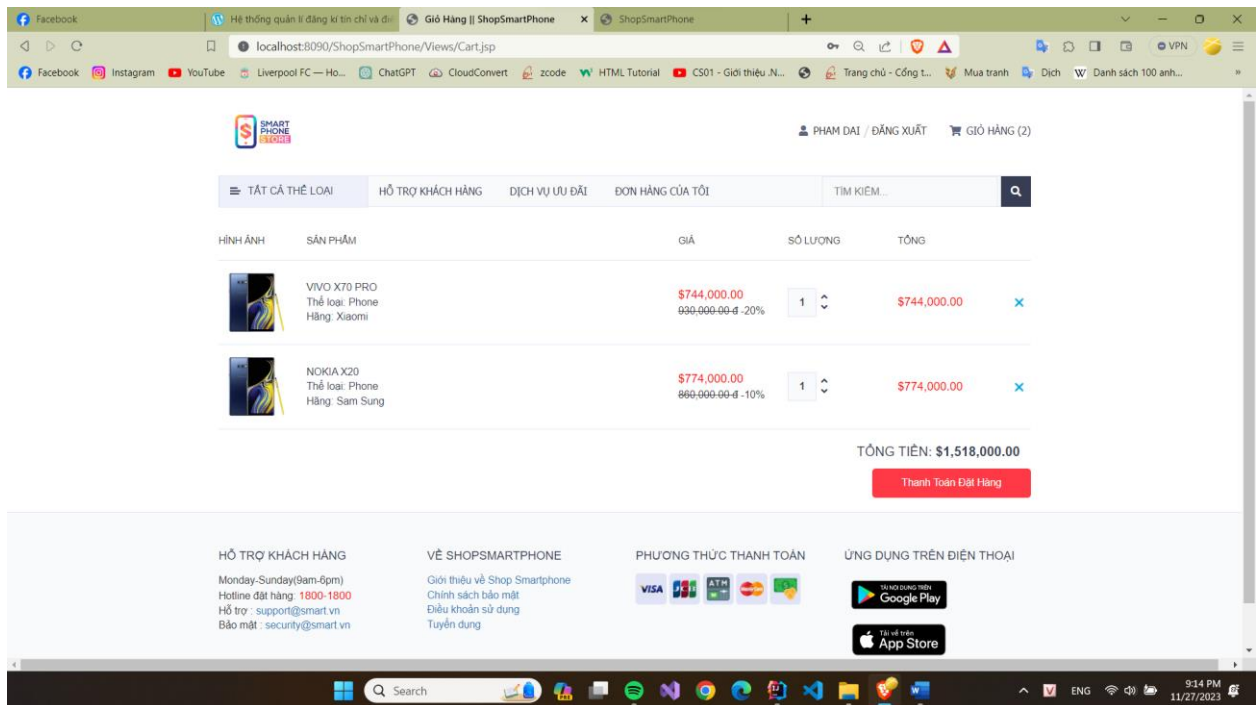 Facebook
Hệ thống quản lí đăng kí tín chỉ và đi
Giỏ Hàng || ShopSmartPhone
ShopSmartPhone
localhost:8090/ShopSmartPhone/Views/Cart.jsp
VPN
Facebook
Instagram
YouTube
Liverpool FC — Ho...
ChatGPT
CloudConvert
zcode
HTML Tutorial
CS01 - Giới thiệu .N...
Trang chủ - Cổng t...
Mua tranh
Dịch
Danh sách 100 anh...
SMART
PHONE
STORE
PHAM DAI / ĐĂNG XUẤT
GIỎ HÀNG (2)
TẤT CẢ THỂ LOẠI
HỖ TRỢ KHÁCH HÀNG
DỊCH VỤ ƯU ĐÃI
ĐƠN HÀNG CỦA TÔI
TÌM KIẾM...
HÌNH ẢNH
SẢN PHẨM
GIÁ
SỐ LƯỢNG
TỔNG
VIVO X70 PRO
Thể loại: Phone
Hãng: Xiaomi
$744,000.00
930,000.00 đ -20%
1
$744,000.00
NOKIA X20
Thể loại: Phone
Hãng: Sam Sung
$774,000.00
860,000.00 đ -10%
1
$774,000.00
TỔNG TIỀN: $1,518,000.00
Thanh Toán Đặt Hàng
HỖ TRỢ KHÁCH HÀNG
Monday-Sunday(9am-6pm)
Hotline đặt hàng: 1800-1800
Hỗ trợ : support@smart.vn
Bảo mật : security@smart.vn
VỀ SHOPSMARTPHONE
Giới thiệu về Shop Smartphone
Chính sách bảo mật
Điều khoản sử dụng
Tuyển dụng
PHƯƠNG THỨC THANH TOÁN
VISA
JCB
ATM
ỨNG DỤNG TRÊN ĐIỆN THOẠI
TẢI NỘI DUNG TRÊN
Google Play
Tải về trên
App Store
Search
ENG
9:14 PM
11/27/2023